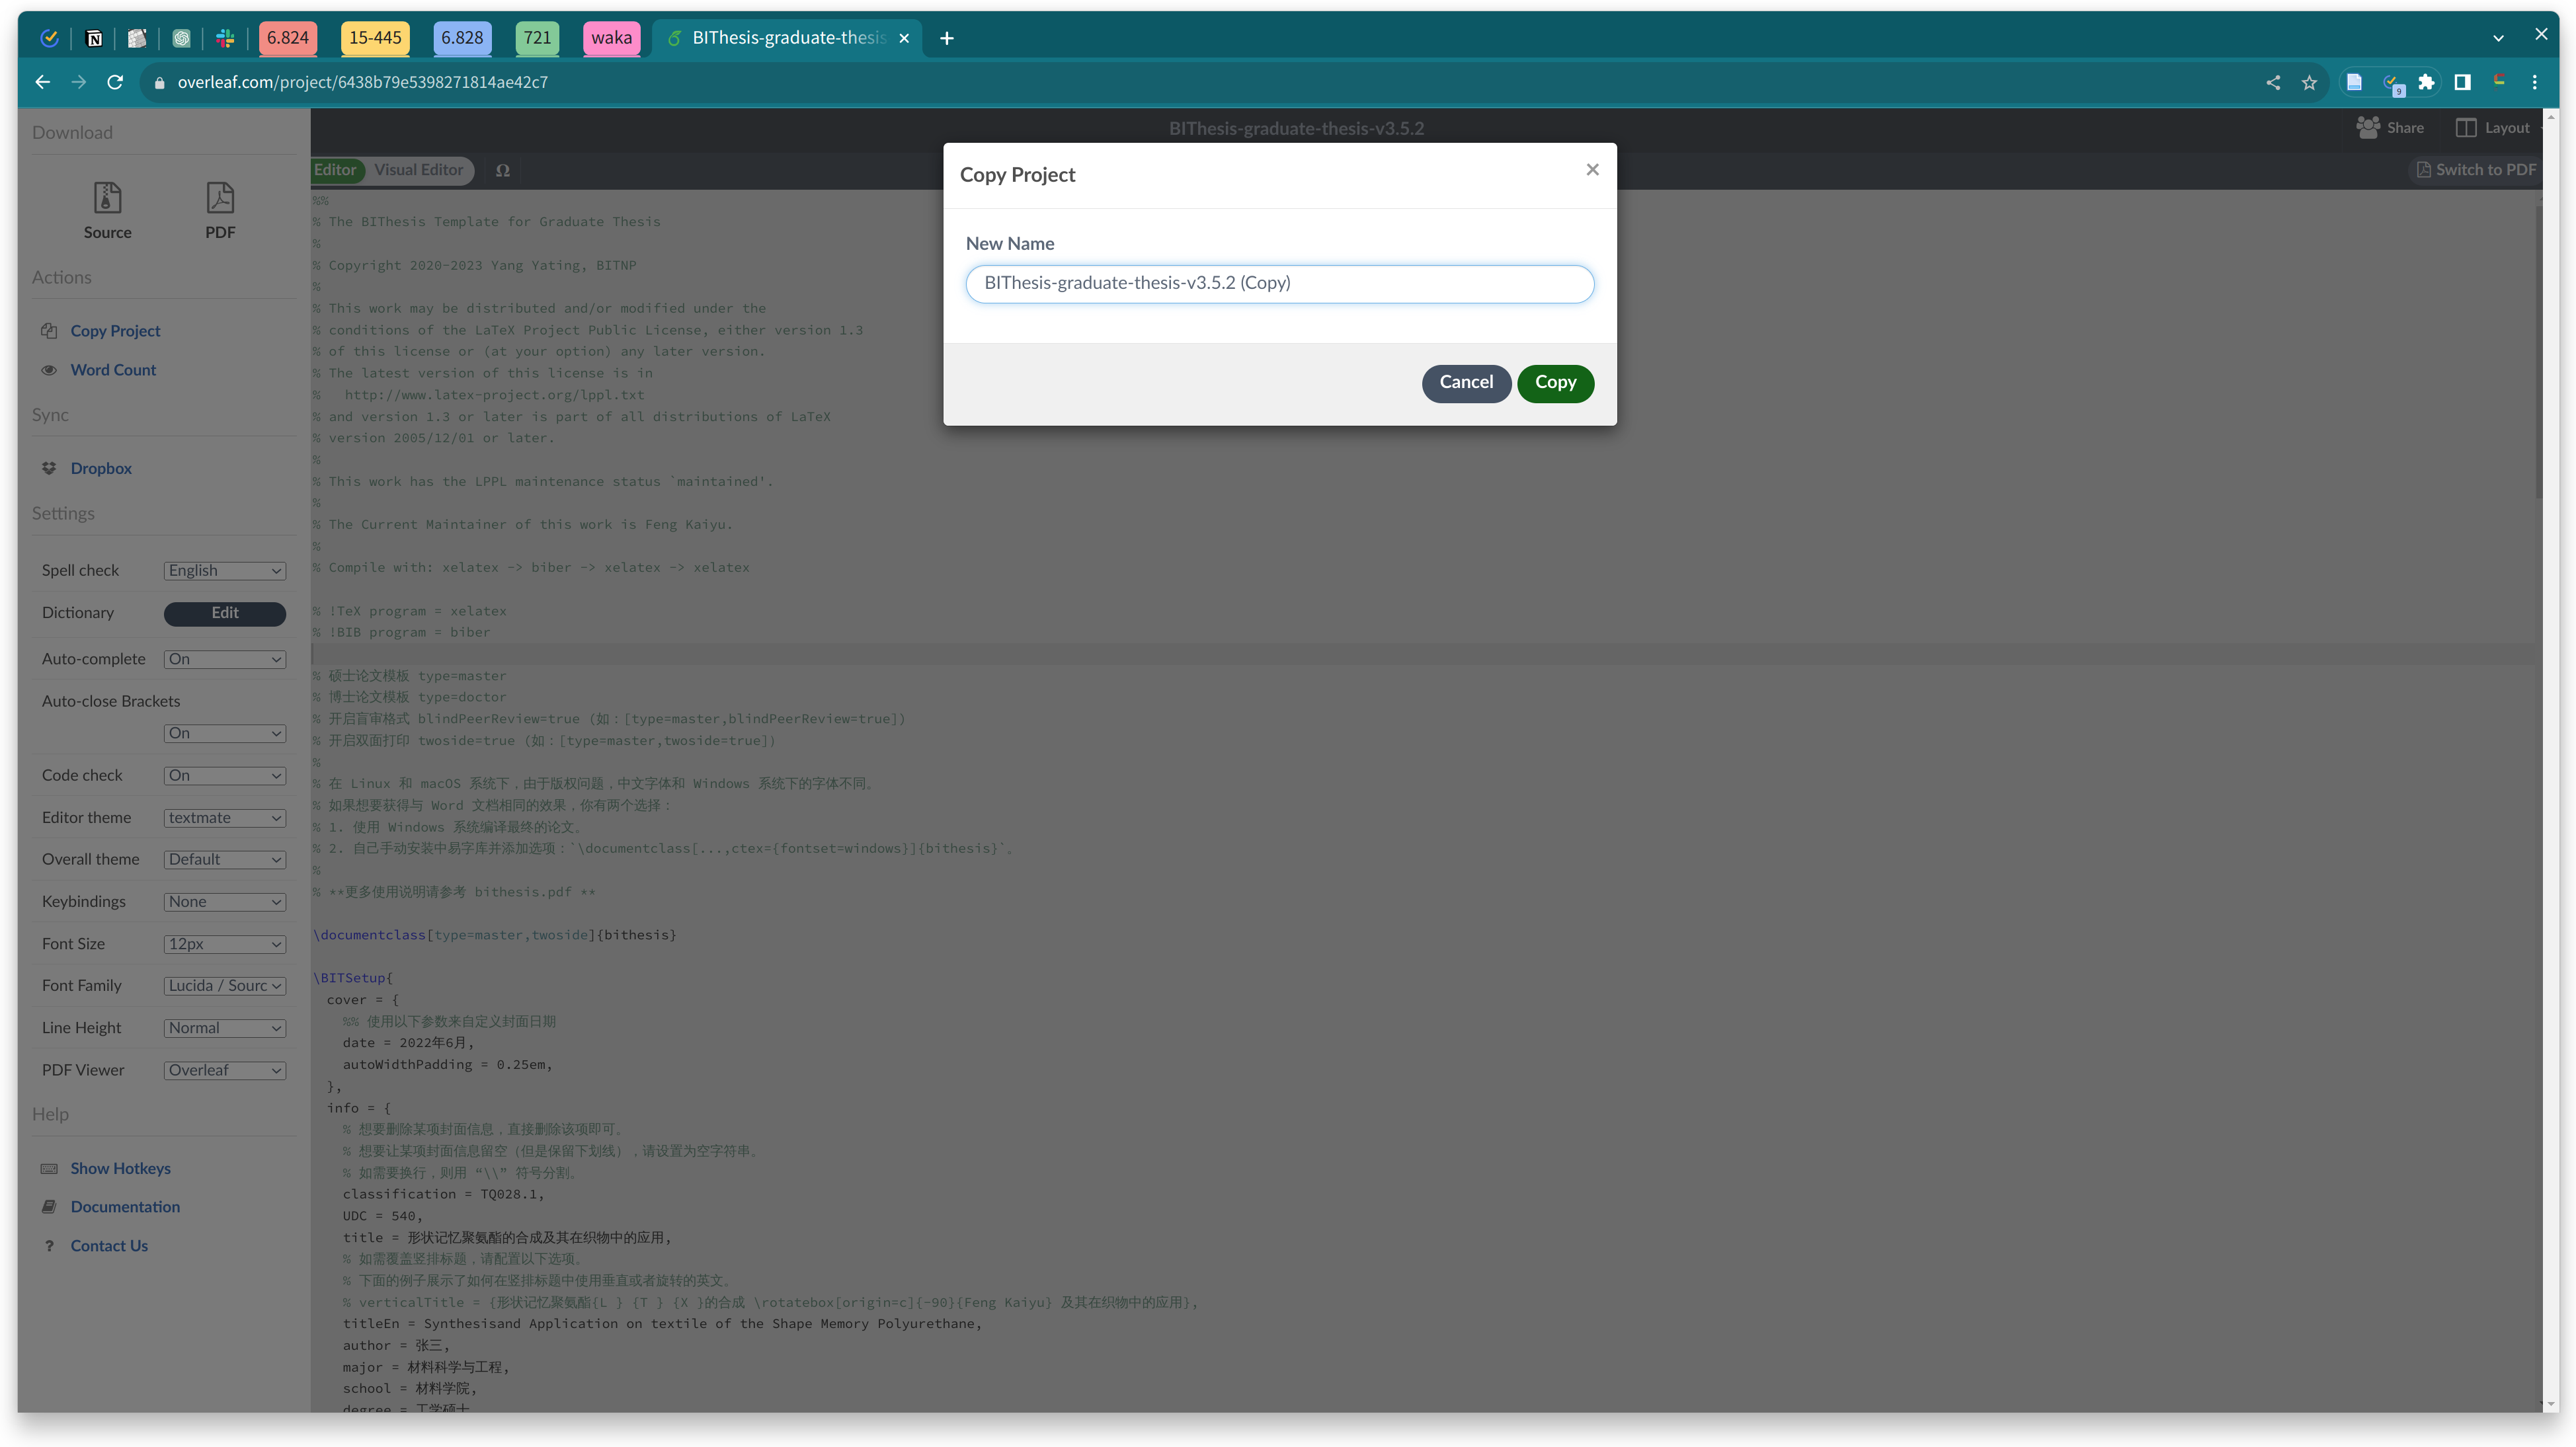 6.824 15-445 6.828 721 waka BIThesis-graduate-thesis
overleaf.com/project/6438b79e5398271814ae42c7
9
Download
Source PDF
Actions
Copy Project
Word Count
Sync
Dropbox
Settings
Spell check English
Dictionary Edit
Auto-complete On
Auto-close Brackets
On
Code check On
Editor theme textmate
Overall theme Default
Keybindings None
Font Size 12px
Font Family Lucida / Sourc
Line Height Normal
PDF Viewer Overleaf
Help
Show Hotkeys
Documentation
? Contact Us
BIThesis-graduate-thesis-v3.5.2
Share Layout
Editor Visual Editor Ω
Switch to PDF
Copy Project ×
New Name
BIThesis-graduate-thesis-v3.5.2 (Copy)
Cancel Copy
%%
% The BIThesis Template for Graduate Thesis
%
% Copyright 2020-2023 Yang Yating, BITNP
%
% This work may be distributed and/or modified under the
% conditions of the LaTeX Project Public License, either version 1.3
% of this license or (at your option) any later version.
% The latest version of this license is in
%   http://www.latex-project.org/lppl.txt
% and version 1.3 or later is part of all distributions of LaTeX
% version 2005/12/01 or later.
%
% This work has the LPPL maintenance status `maintained'.
%
% The Current Maintainer of this work is Feng Kaiyu.
%
% Compile with: xelatex -> biber -> xelatex -> xelatex
% !TeX program = xelatex
% !BIB program = biber
% 硕士论文模板 type=master
% 博士论文模板 type=doctor
% 开启盲审格式 blindPeerReview=true (如：[type=master,blindPeerReview=true])
% 开启双面打印 twoside=true (如：[type=master,twoside=true])
%
% 在 Linux 和 macOS 系统下，由于版权问题，中文字体和 Windows 系统下的字体不同。
% 如果想要获得与 Word 文档相同的效果，你有两个选择：
% 1. 使用 Windows 系统编译最终的论文。
% 2. 自己手动安装中易字库并添加选项：`\documentclass[...,ctex={fontset=windows}]{bithesis}`。
%
% **更多使用说明请参考 bithesis.pdf **
\documentclass[type=master,twoside]{bithesis}
\BITSetup{
cover = {
%% 使用以下参数来自定义封面日期
date = 2022年6月,
autoWidthPadding = 0.25em,
},
info = {
% 想要删除某项封面信息，直接删除该项即可。
% 想要让某项封面信息留空（但是保留下划线），请设置为空字符串。
% 如需要换行，则用 “\\” 符号分割。
classification = TQ028.1,
UDC = 540,
title = 形状记忆聚氨酯的合成及其在织物中的应用,
% 如需覆盖竖排标题，请配置以下选项。
% 下面的例子展示了如何在竖排标题中使用垂直或者旋转的英文。
% verticalTitle = {形状记忆聚氨酯{L } {T } {X }的合成 \rotatebox[origin=c]{-90}{Feng Kaiyu} 及其在织物中的应用},
titleEn = Synthesisand Application on textile of the Shape Memory Polyurethane,
author = 张三,
major = 材料科学与工程,
school = 材料学院,
degree = 工学硕士